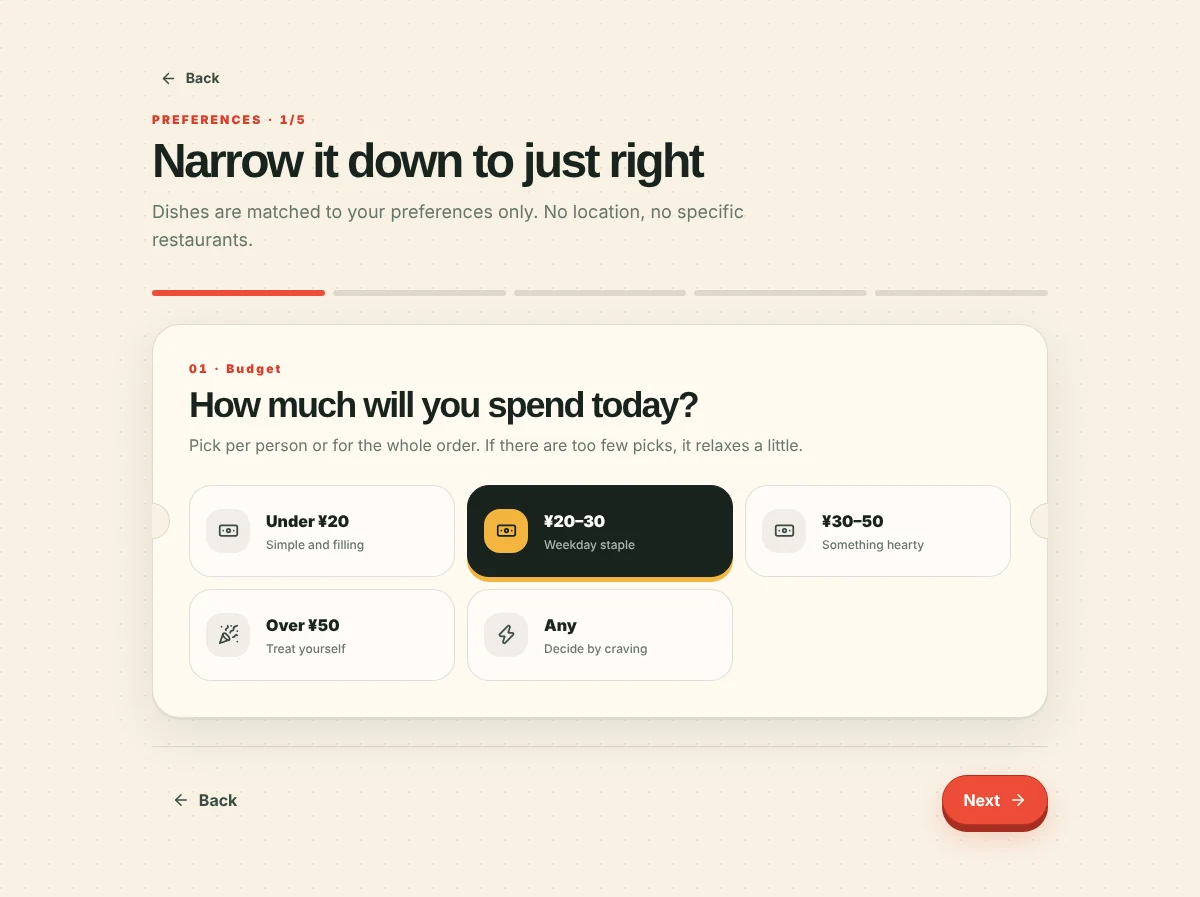 Back
PREFERENCES · 1/5
Narrow it down to just right
Dishes are matched to your preferences only. No location, no specific
restaurants.
01 · Budget
How much will you spend today?
Pick per person or for the whole order. If there are too few picks, it relaxes a little.
Under ¥20
Simple and filling
¥20–30
Weekday staple
¥30–50
Something hearty
Over ¥50
Treat yourself
Any
Decide by craving
Back
Next